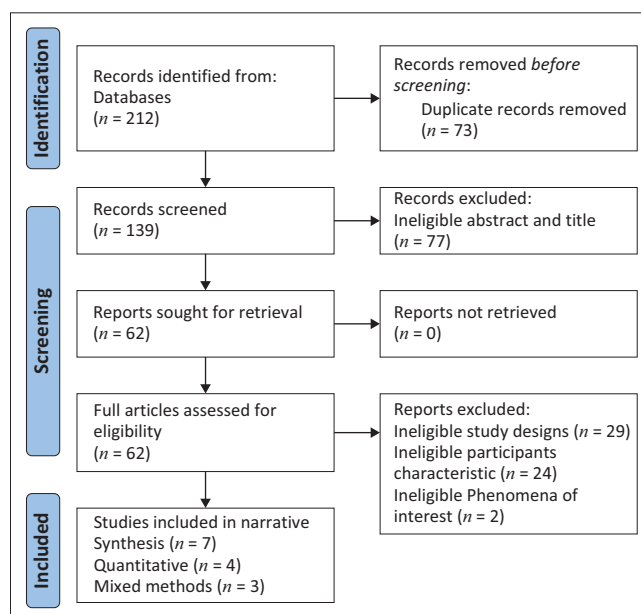 Identification
Records identified from:
Databases
(n = 212)
Records removed before
screening:
Duplicate records removed
(n = 73)
Screening
Records screened
(n = 139)
Records excluded:
Ineligible abstract and title
(n = 77)
Reports sought for retrieval
(n = 62)
Reports not retrieved
(n = 0)
Full articles assessed for
eligibility
(n = 62)
Reports excluded:
Ineligible study designs (n = 29)
Ineligible participants
characteristic (n = 24)
Ineligible Phenomena of
interest (n = 2)
Included
Studies included in narrative
Synthesis (n = 7)
Quantitative (n = 4)
Mixed methods (n = 3)